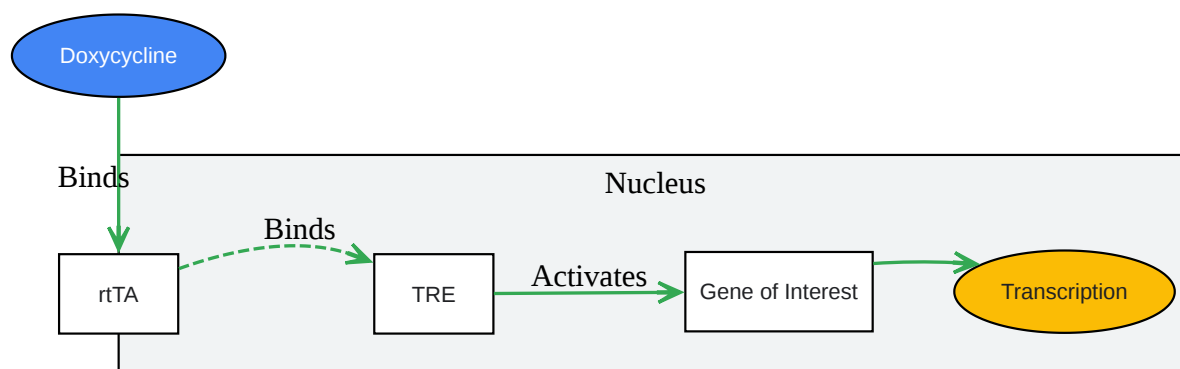 Doxycycline
Binds
Nucleus
Binds
Activates
rtTA
TRE
Gene of Interest
Transcription